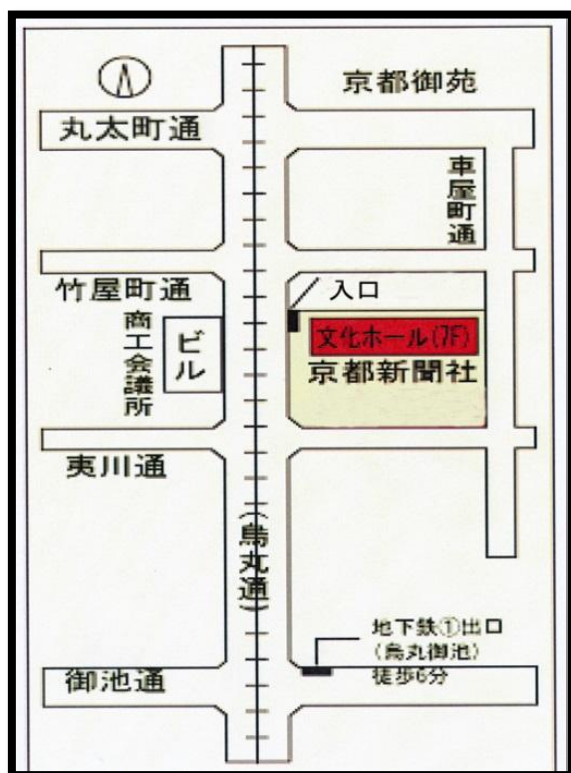 京都御苑
丸太町通
車屋町通
竹屋町通
入口
商工会議所
ビル
文化ホール(7F)
京都新聞社
夷川通
(烏丸通)
地下鉄①出口
(烏丸御池)
徒歩6分
御池通